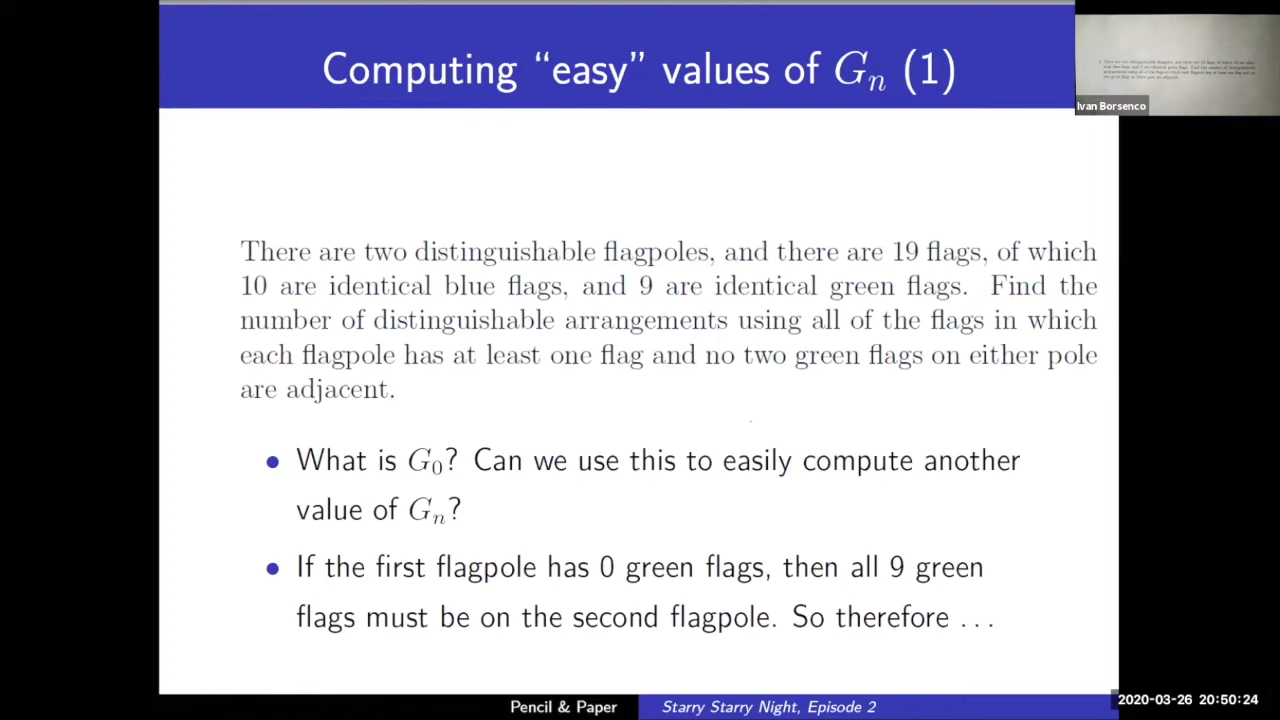 Computing “easy” values of Gₙ (1)
Ivan Borsenco
There are two distinguishable flagpoles, and there are 19 flags, of which
10 are identical blue flags, and 9 are identical green flags. Find the
number of distinguishable arrangements using all of the flags in which
each flagpole has at least one flag and no two green flags on either pole
are adjacent.
• What is G₀? Can we use this to easily compute another
value of Gₙ?
• If the first flagpole has 0 green flags, then all 9 green
flags must be on the second flagpole. So therefore . . .
Pencil & Paper
Starry Starry Night, Episode 2
2020-03-26 20:50:24